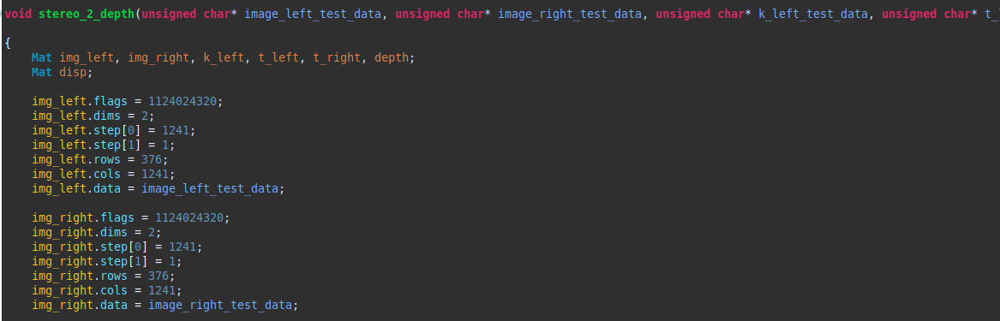 void stereo_2_depth(unsigned char* image_left_test_data, unsigned char* image_right_test_data, unsigned char* k_left_test_data, unsigned char* t_
{
Mat img_left, img_right, k_left, t_left, t_right, depth;
Mat disp;
img_left.flags = 1124024320;
img_left.dims = 2;
img_left.step[0] = 1241;
img_left.step[1] = 1;
img_left.rows = 376;
img_left.cols = 1241;
img_left.data = image_left_test_data;
img_right.flags = 1124024320;
img_right.dims = 2;
img_right.step[0] = 1241;
img_right.step[1] = 1;
img_right.rows = 376;
img_right.cols = 1241;
img_right.data = image_right_test_data;